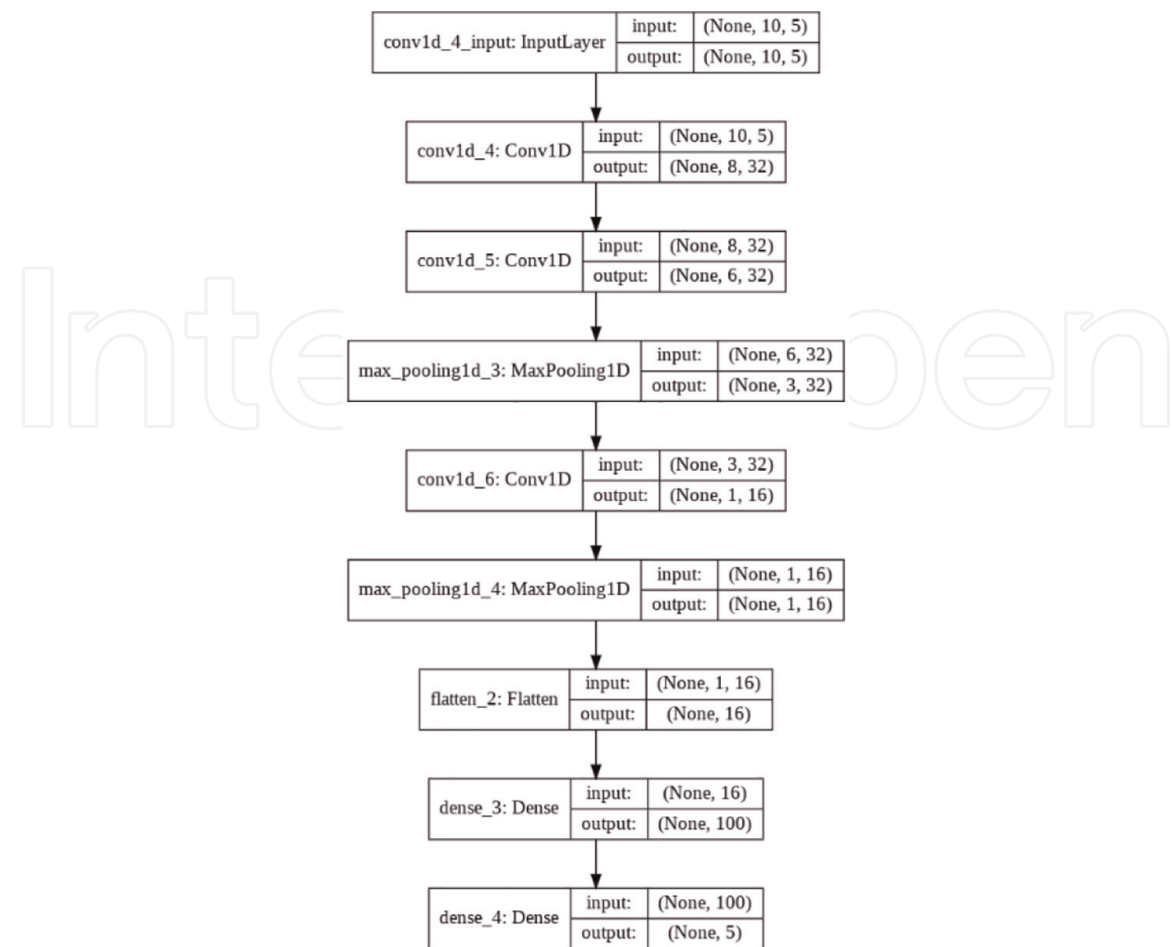 conv1d_4_input: InputLayer
input: (None, 10, 5)
output: (None, 10, 5)
conv1d_4: Conv1D
input: (None, 10, 5)
output: (None, 8, 32)
conv1d_5: Conv1D
input: (None, 8, 32)
output: (None, 6, 32)
max_pooling1d_3: MaxPooling1D
input: (None, 6, 32)
output: (None, 3, 32)
conv1d_6: Conv1D
input: (None, 3, 32)
output: (None, 1, 16)
max_pooling1d_4: MaxPooling1D
input: (None, 1, 16)
output: (None, 1, 16)
flatten_2: Flatten
input: (None, 1, 16)
output: (None, 16)
dense_3: Dense
input: (None, 16)
output: (None, 100)
dense_4: Dense
input: (None, 100)
output: (None, 5)